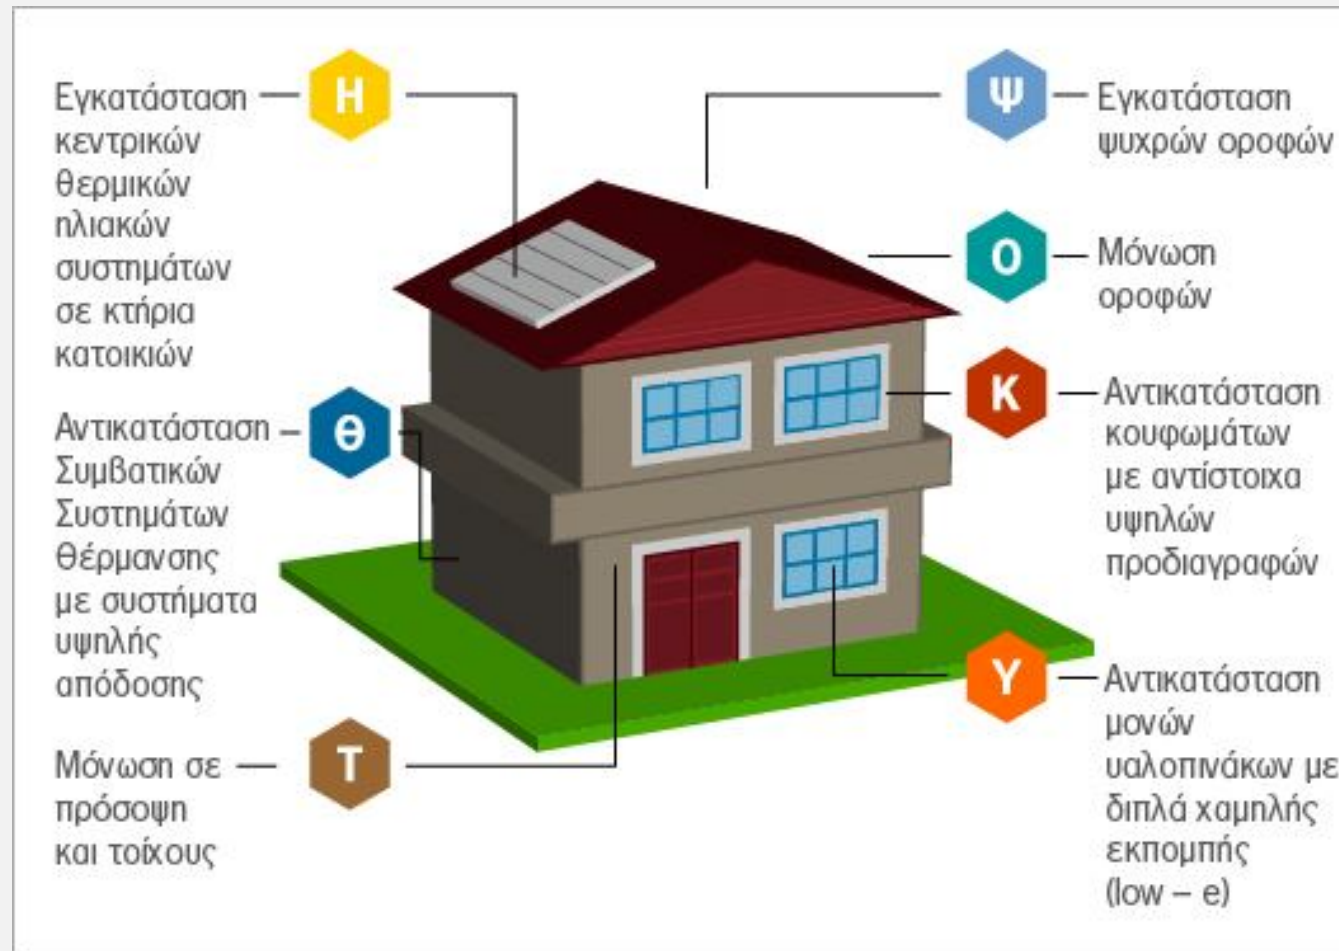 Εγκατάσταση
κεντρικών
θερμικών
ηλιακών
συστημάτων
σε κτήρια
κατοικιών
Η
Αντικατάσταση
Συμβατικών
Συστημάτων
Θέρμανσης
με συστήματα
υψηλής
απόδοσης
Θ
Μόνωση σε
πρόσοψη
και τοίχους
Τ
Ψ
Εγκατάσταση
ψυχρών οροφών
Ο
Μόνωση
οροφών
Κ
Αντικατάσταση
κουφωμάτων
με αντίστοιχα
υψηλών
προδιαγραφών
Υ
Αντικατάσταση
μονών
υαλοπινάκων με
διπλά χαμηλής
εκπομπής
(low – e)